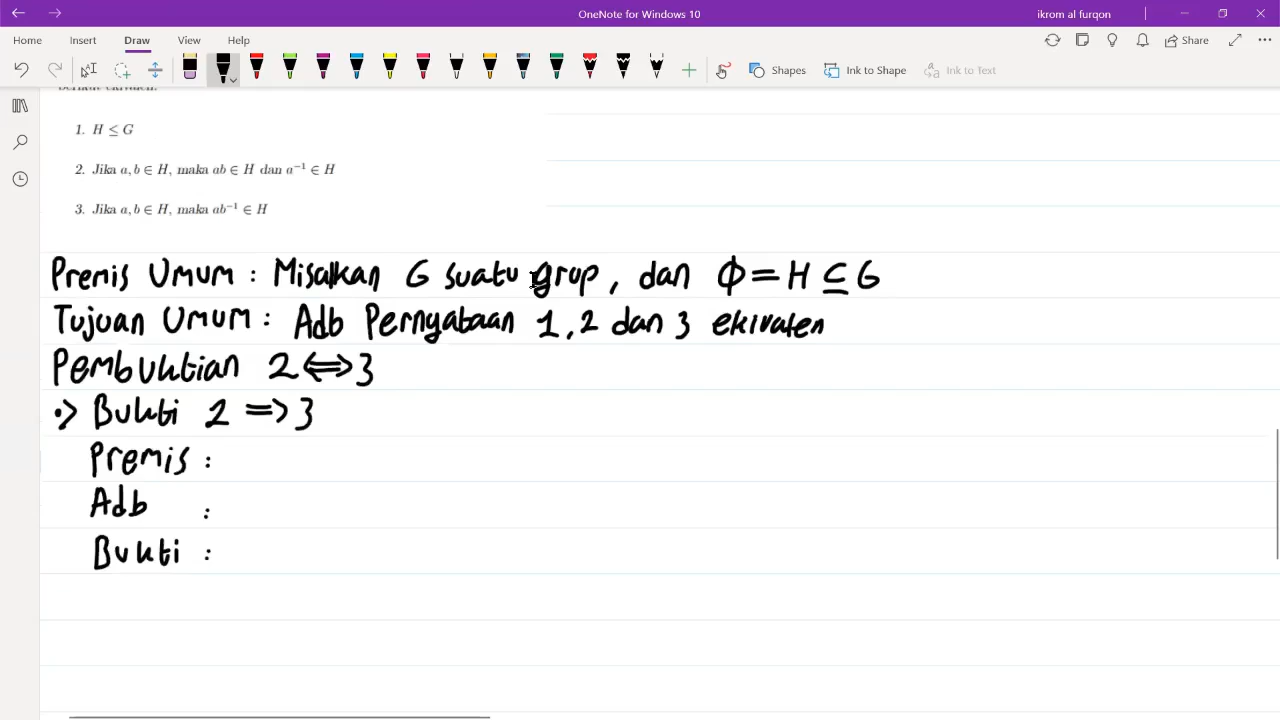 OneNote for Windows 10
ikrom al furqon
Home Insert Draw View Help
Share
Shapes Ink to Shape Ink to Text
berikut ekivalen.
1. H ≤ G
2. Jika a, b ∈ H, maka ab ∈ H dan a⁻¹ ∈ H
3. Jika a, b ∈ H, maka ab⁻¹ ∈ H
Premis Umum : Misalkan G suatu grup, dan ϕ = H ⊆ G
Tujuan Umum : Adb Pernyataan 1, 2 dan 3 ekivalen
Pembuktian 2 ⟺ 3
•> Bukti 2 => 3
Premis :
Adb :
Bukti :